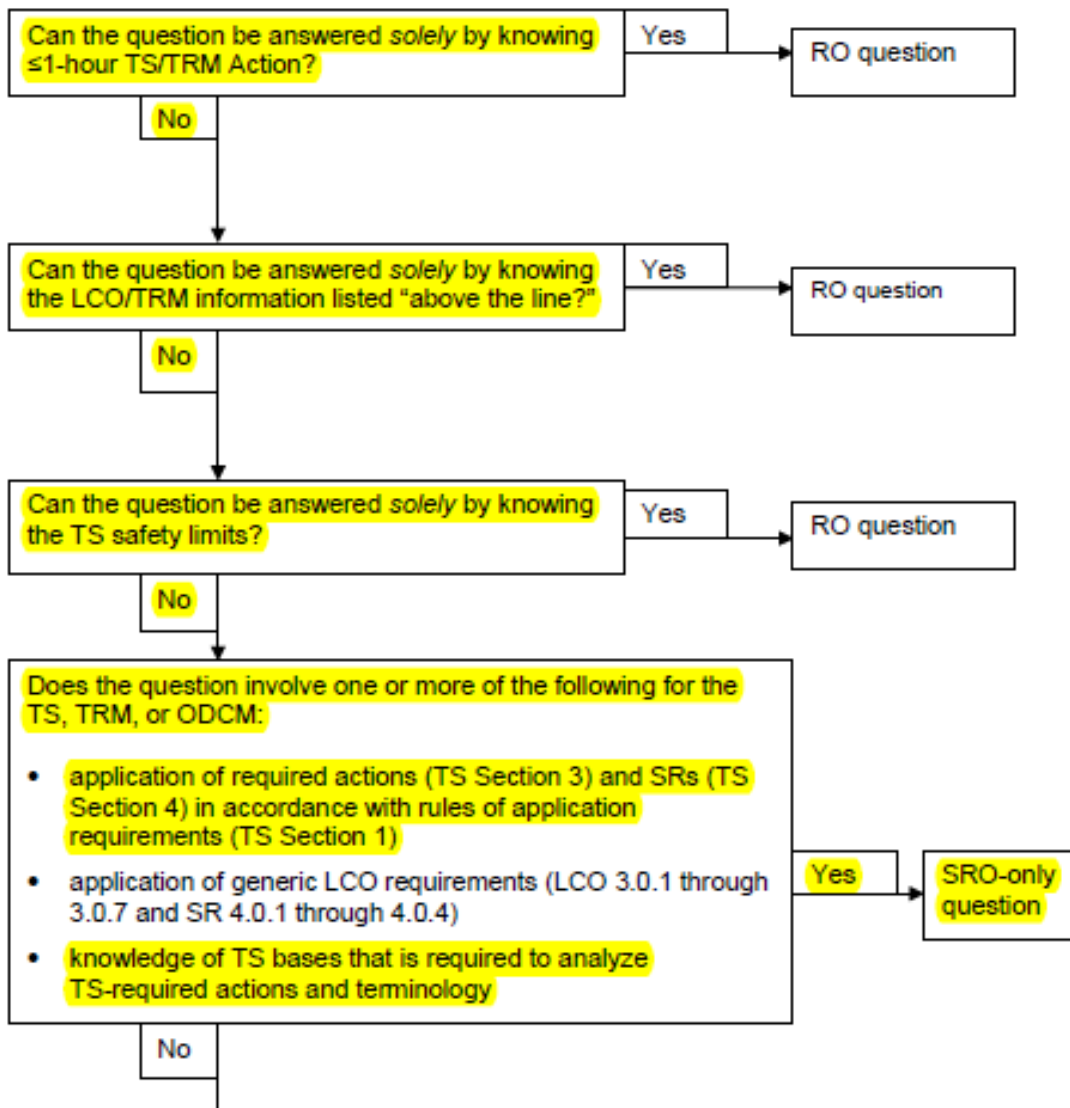 Can the question be answered solely by knowing
≤1-hour TS/TRM Action?
Yes
RO question
No
Can the question be answered solely by knowing
the LCO/TRM information listed “above the line?”
Yes
RO question
No
Can the question be answered solely by knowing
the TS safety limits?
Yes
RO question
No
Does the question involve one or more of the following for the
TS, TRM, or ODCM:
• application of required actions (TS Section 3) and SRs (TS
Section 4) in accordance with rules of application
requirements (TS Section 1)
• application of generic LCO requirements (LCO 3.0.1 through
3.0.7 and SR 4.0.1 through 4.0.4)
• knowledge of TS bases that is required to analyze
TS-required actions and terminology
Yes
SRO-only
question
No